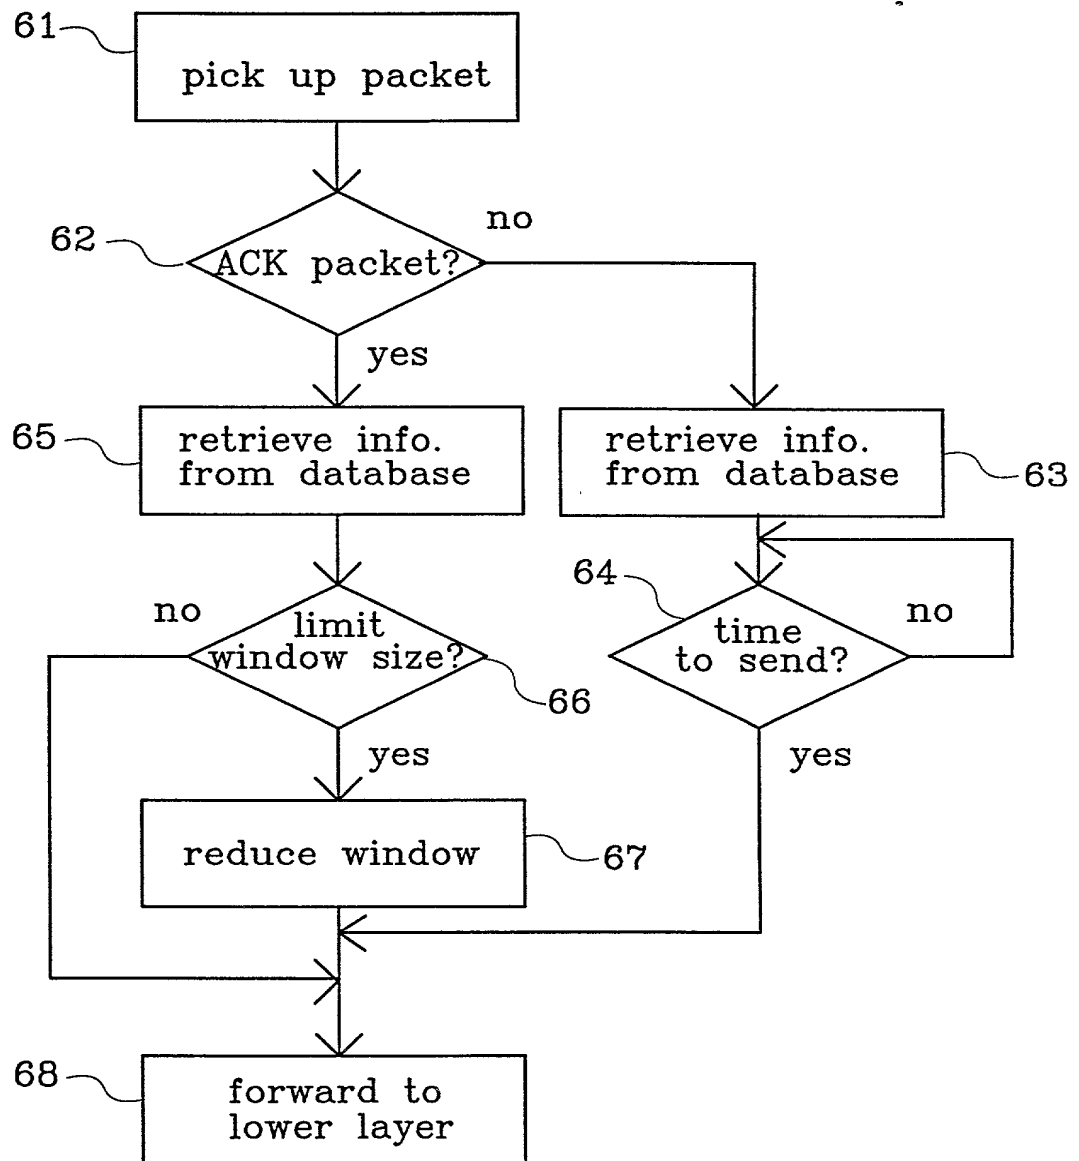 61
pick up packet
62
ACK packet?
no
yes
65
retrieve info.
from database
retrieve info.
from database
63
no
limit
window size?
66
64
time
to send?
no
yes
yes
reduce window
67
68
forward to
lower layer